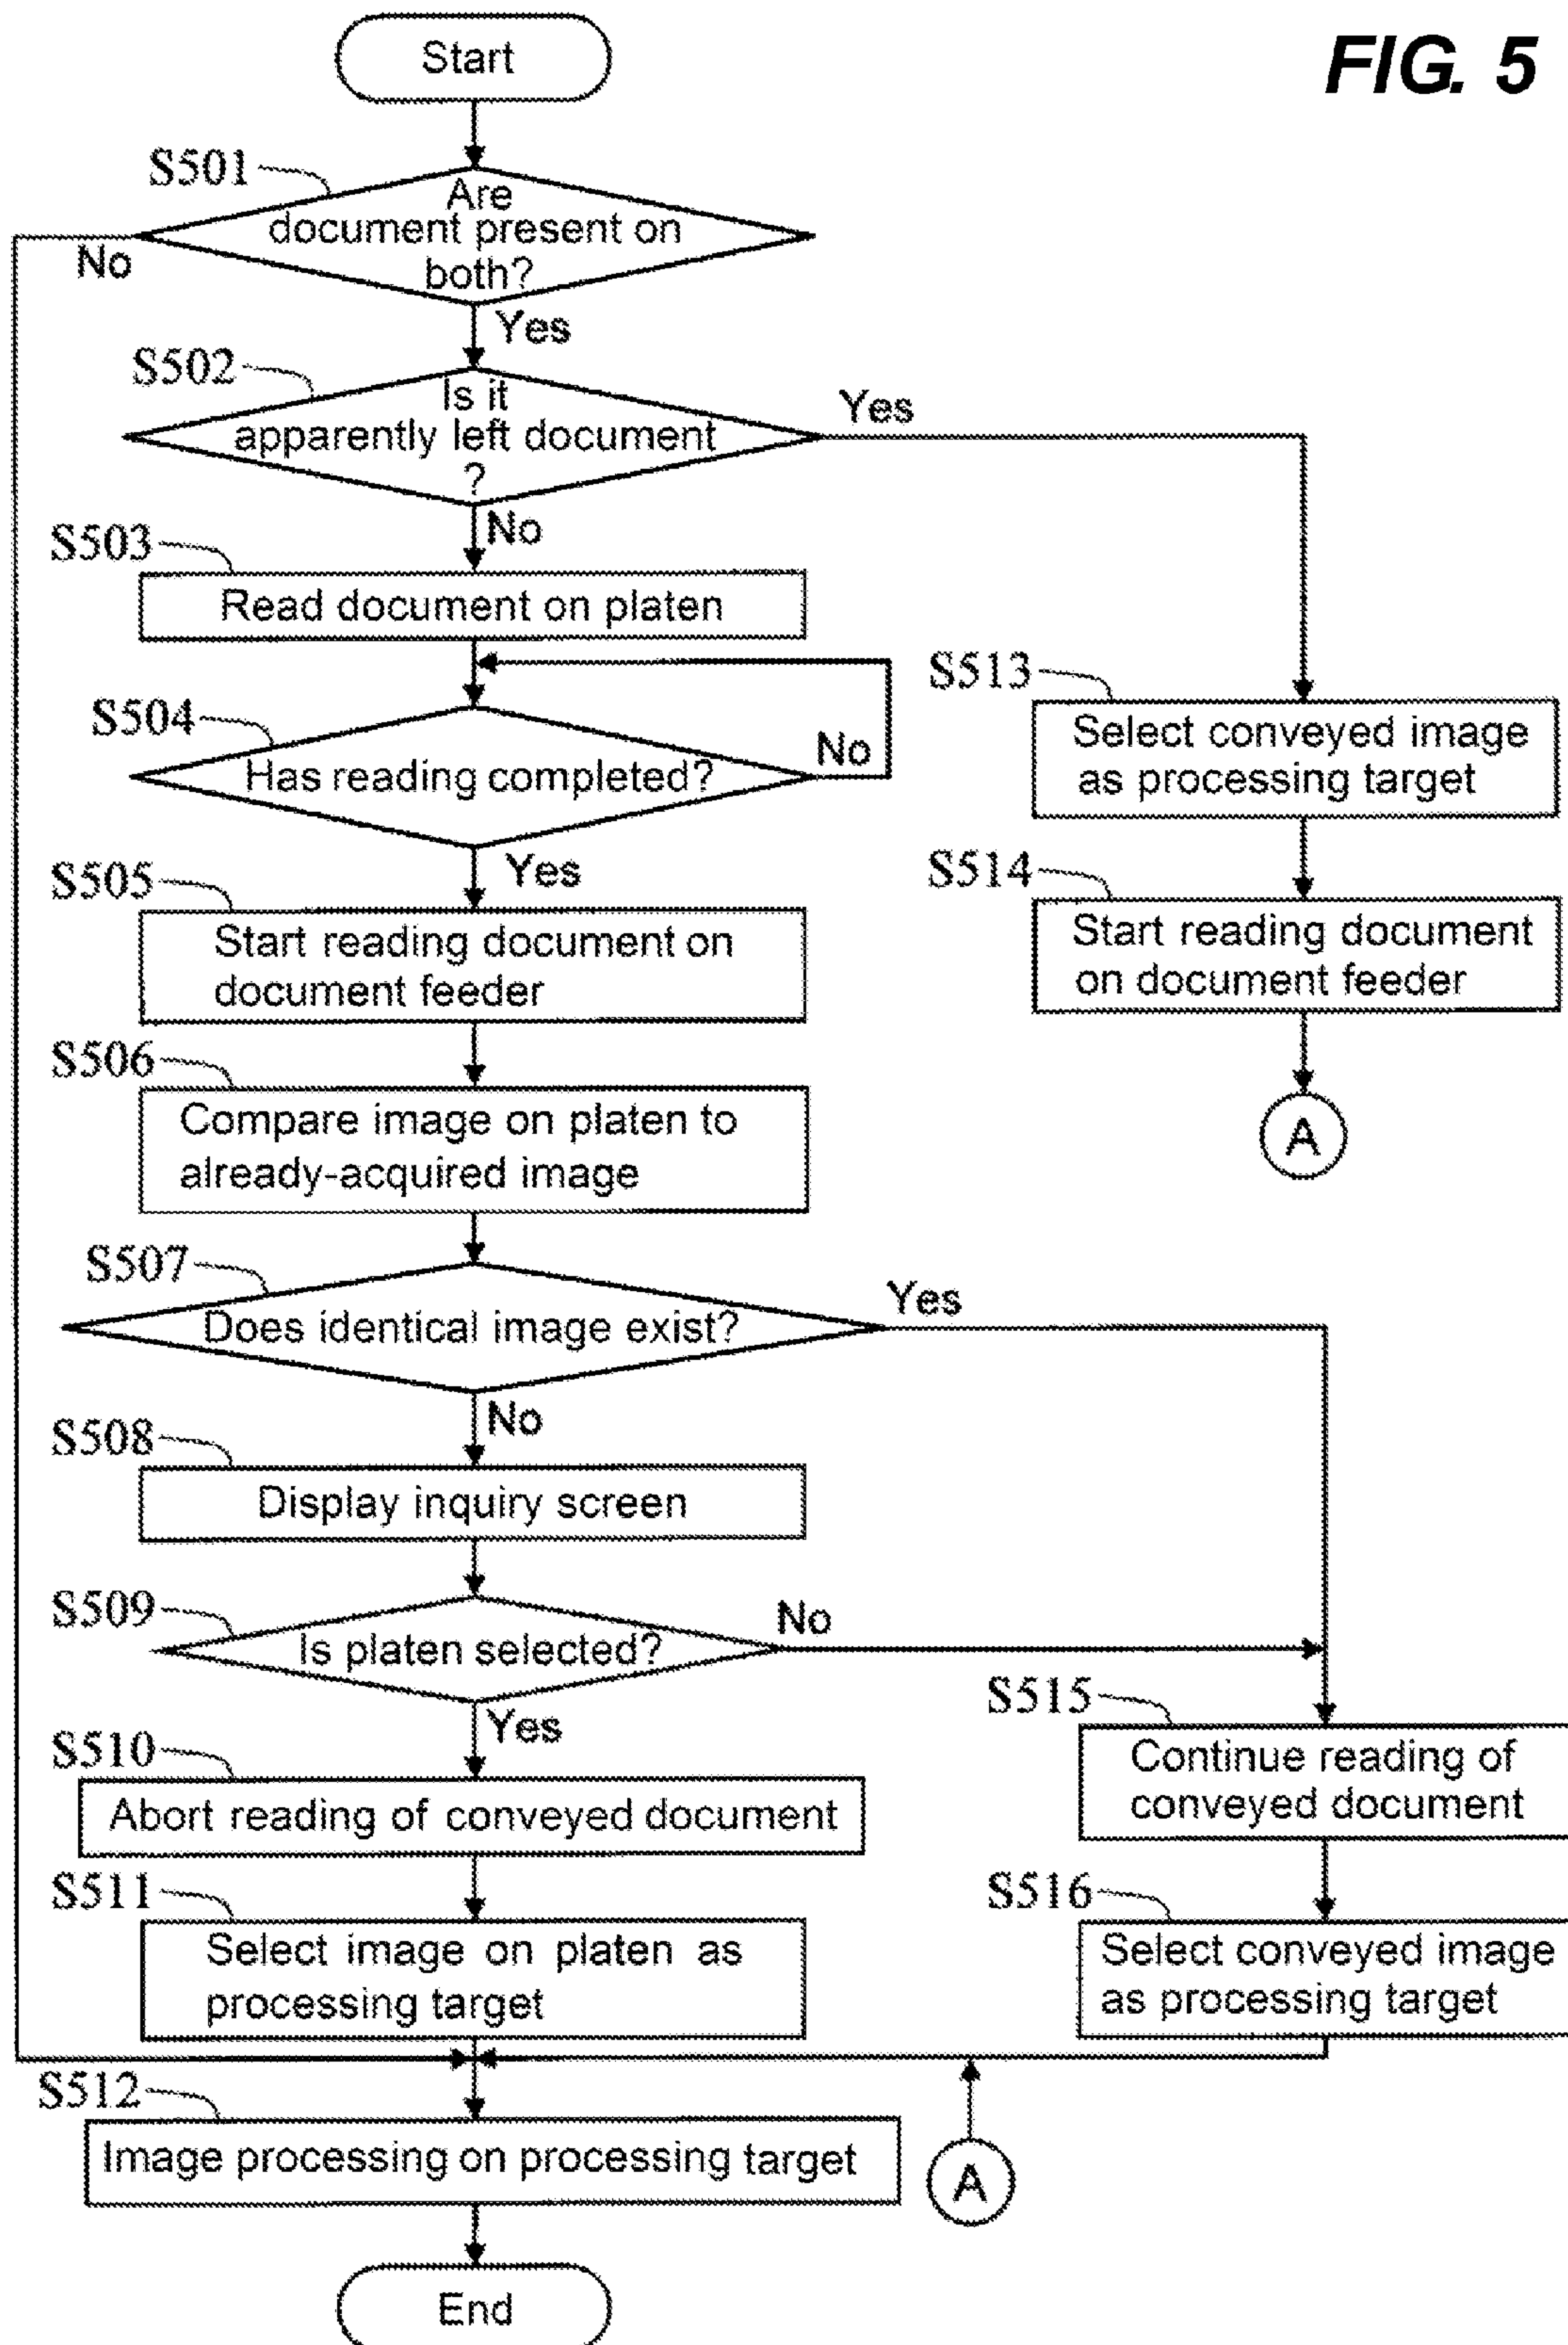 FIG. 5
Start
S501
Are
document present on
both?
No
Yes
S502
Is it
apparently left document
?
Yes
No
S503
Read document on platen
S504
Has reading completed?
No
Yes
S505
Start reading document on
document feeder
S506
Compare image on platen to
already-acquired image
S507
Does identical image exist?
Yes
No
S508
Display inquiry screen
S509
Is platen selected?
No
Yes
S510
Abort reading of conveyed document
S511
Select image on platen as
processing target
S512
Image processing on processing target
End
S513
Select conveyed image
as processing target
S514
Start reading document
on document feeder
A
S515
Continue reading of
conveyed document
S516
Select conveyed image
as processing target
A